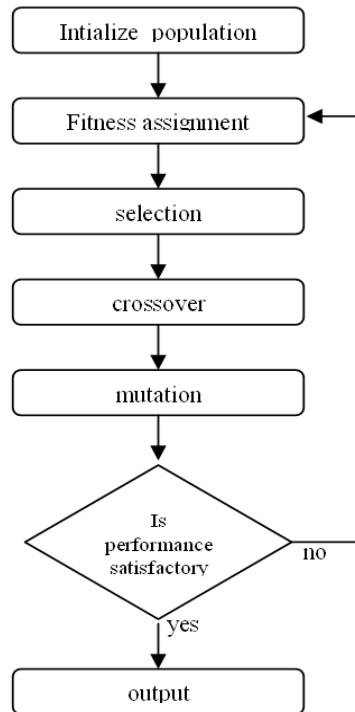 Intialize population
Fitness assignment
selection
crossover
mutation
Is
performance
satisfactory
no
yes
output